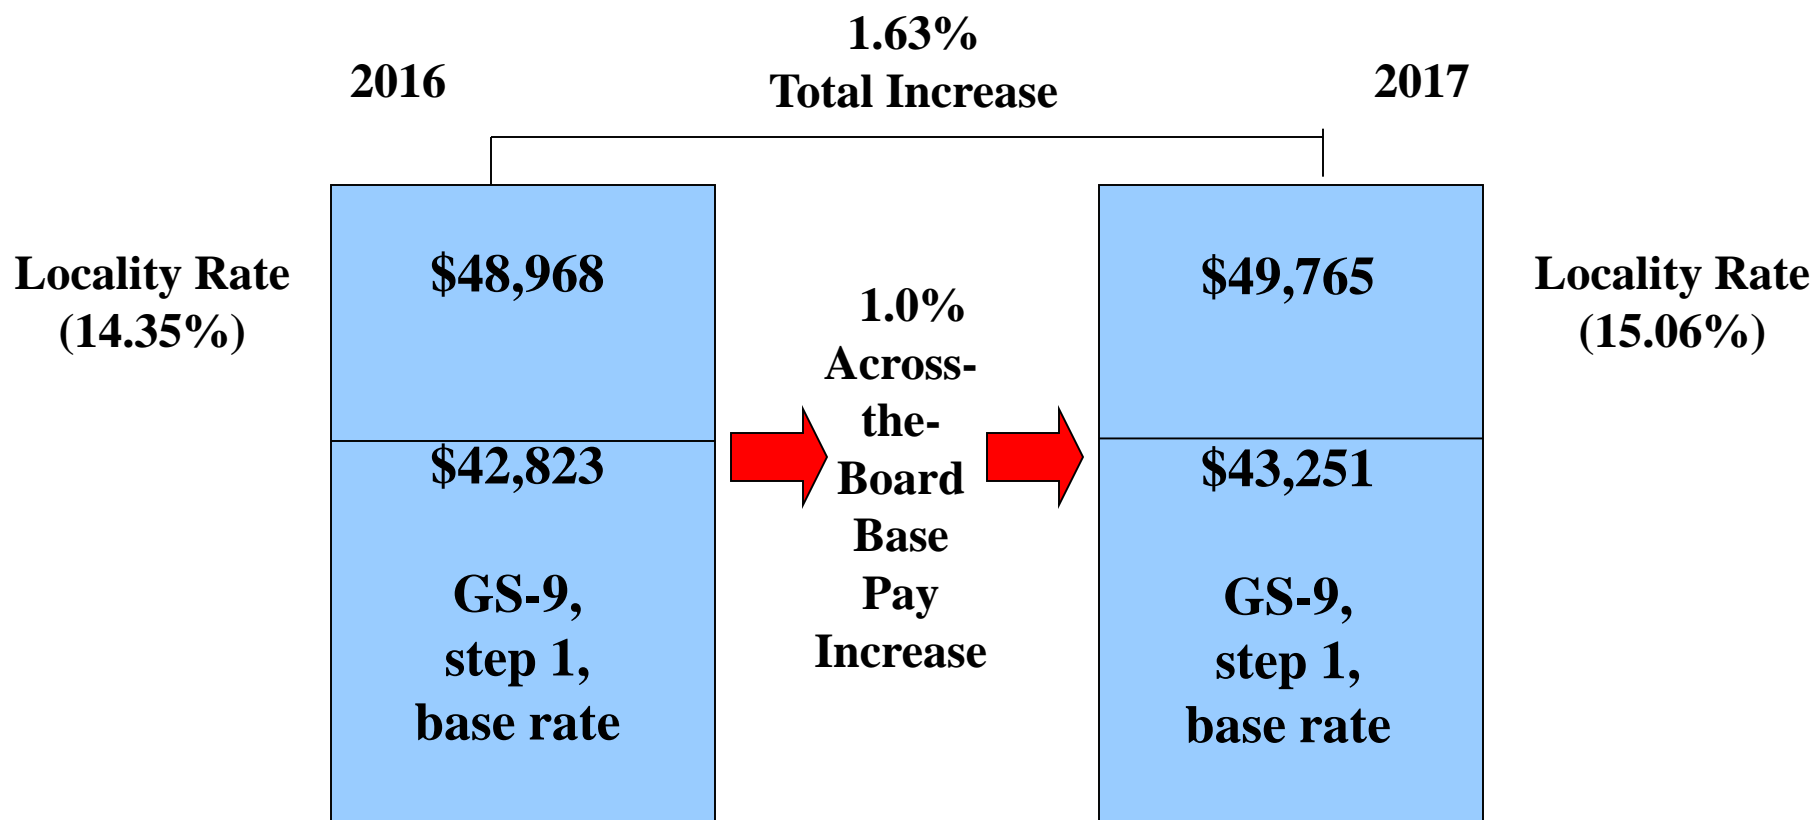 2016
1.63%
Total Increase
2017
Locality Rate
(14.35%)
$48,968
$42,823
GS-9,
step 1,
base rate
1.0%
Across-
the-
Board
Base
Pay
Increase
$49,765
$43,251
GS-9,
step 1,
base rate
Locality Rate
(15.06%)